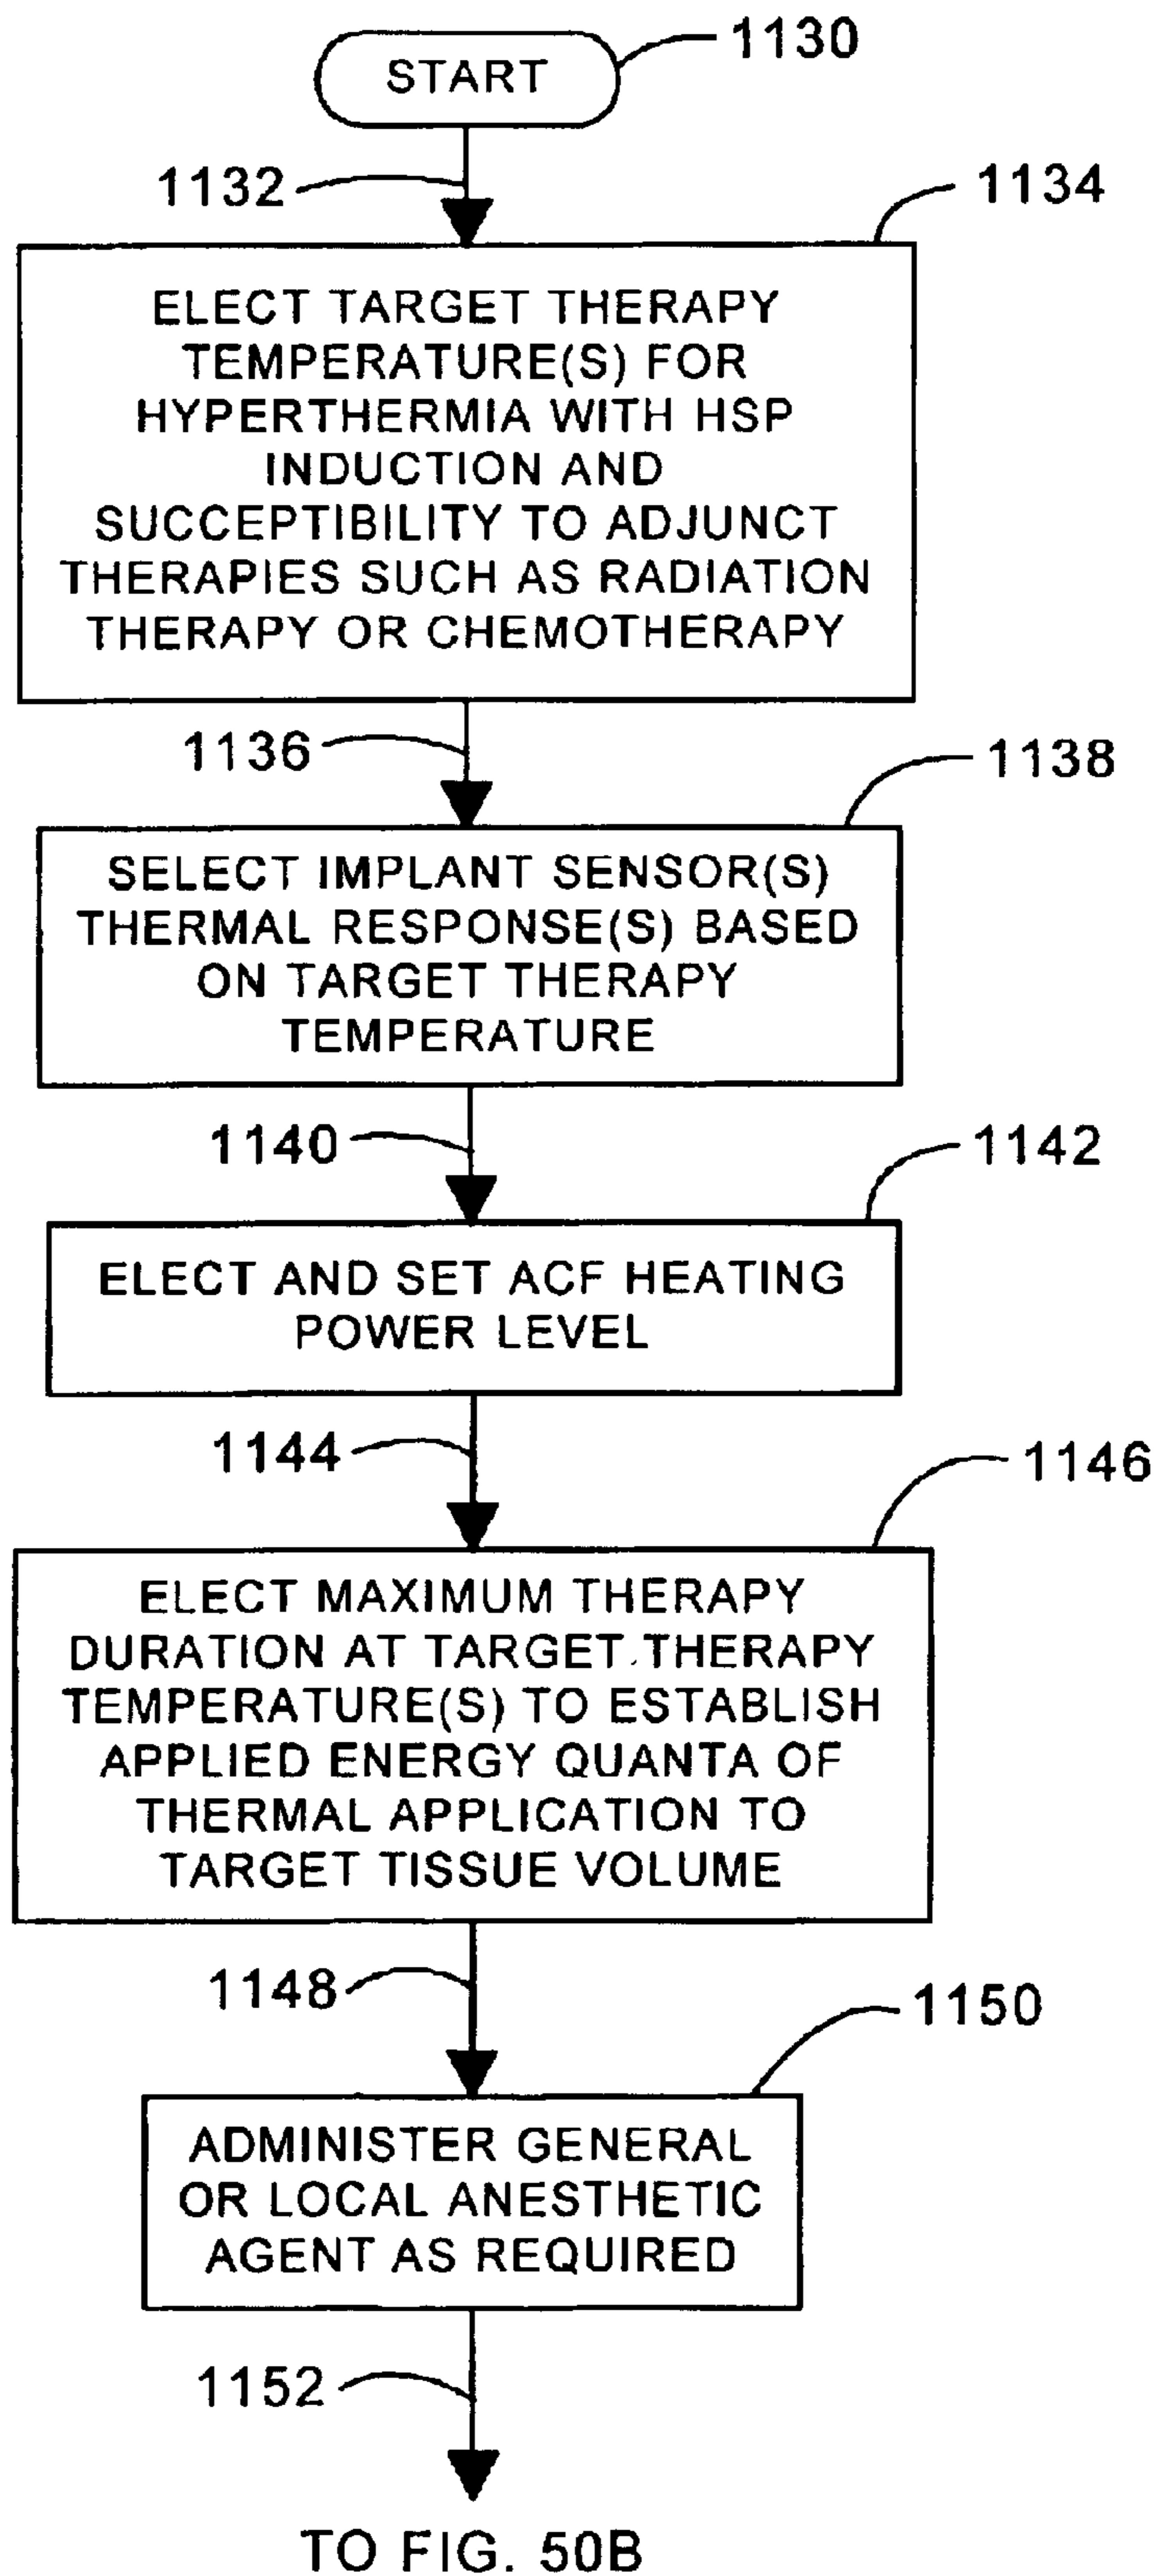 1130
START
1132
1134
ELECT TARGET THERAPY
TEMPERATURE(S) FOR
HYPERTHERMIA WITH HSP
INDUCTION AND
SUCCEPTIBILITY TO ADJUNCT
THERAPIES SUCH AS RADIATION
THERAPY OR CHEMOTHERAPY
1136
1138
SELECT IMPLANT SENSOR(S)
THERMAL RESPONSE(S) BASED
ON TARGET THERAPY
TEMPERATURE
1140
1142
ELECT AND SET ACF HEATING
POWER LEVEL
1144
1146
ELECT MAXIMUM THERAPY
DURATION AT TARGET THERAPY
TEMPERATURE(S) TO ESTABLISH
APPLIED ENERGY QUANTA OF
THERMAL APPLICATION TO
TARGET TISSUE VOLUME
1148
1150
ADMINISTER GENERAL
OR LOCAL ANESTHETIC
AGENT AS REQUIRED
1152
TO FIG. 50B